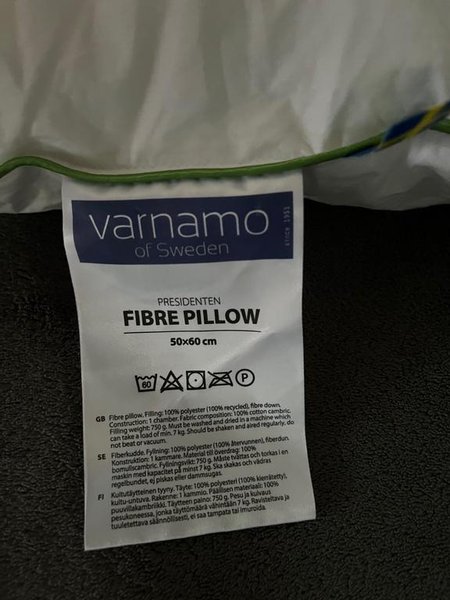 varnamo
of Sweden
since 1951
PRESIDENTEN
FIBRE PILLOW
50x60 cm
60 P
GB Fibre pillow. Filling: 100% polyester (100% recycled), fibre down.
Construction: 1 chamber. Fabric composition: 100% cotton cambric.
Filling weight: 750 g. Must be washed and dried in a machine which
can take a load of min. 7 kg. Should be shaken and aired regularly, do
not beat or vacuum.
SE Fiberkudde. Fyllning: 100% polyester (100% återvunnen), fiberdun.
Konstruktion: 1 kammare. Material till överdrag: 100%
bomullscambric. Fyllningsvikt: 750 g. Måste tvättas och torkas i en
maskin med kapacitet på minst 7 kg. Ska skakas och vädras
regelbundet, ej piskas eller dammsugas.
FI Kuitutäytteinen tyyny. Täyte: 100% polyesteri (100% kierrätetty),
kuitu-untuva. Rakenne: 1 kammio. Päällisen materiaali: 100%
puuvillakambriikki. Täytteen paino: 750 g. Pesu ja kuivaus
pesukoneessa, jonka täyttömäärä vähintään 7 kg. Ravistettava ja
tuuletettava säännöllisesti, ei saa tampata tai imuroida.